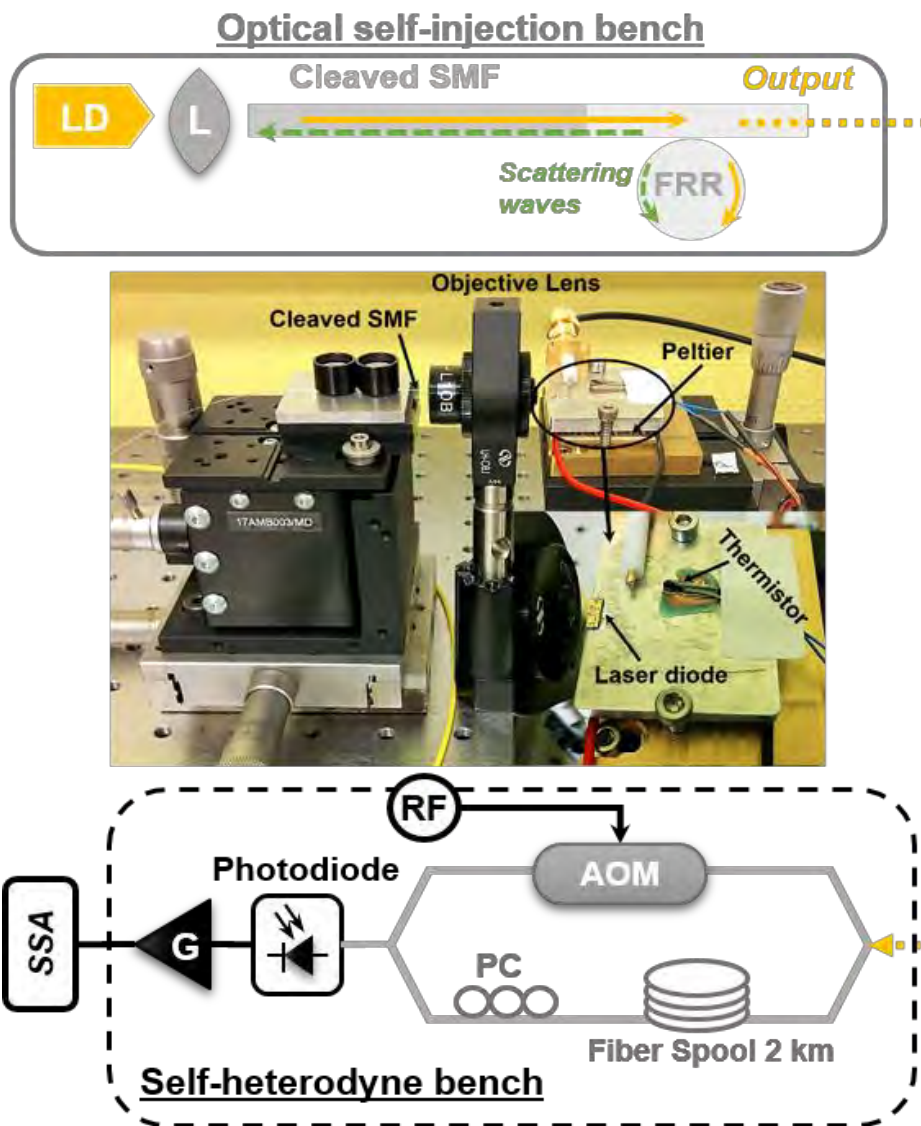 Optical self-injection bench
Cleaved SMF
Output
LD
L
Scattering
waves
FRR
Objective Lens
Cleaved SMF
Peltier
17AMB003/MD
Thermistor
Laser diode
RF
Photodiode
AOM
SSA
G
PC
Fiber Spool 2 km
Self-heterodyne bench